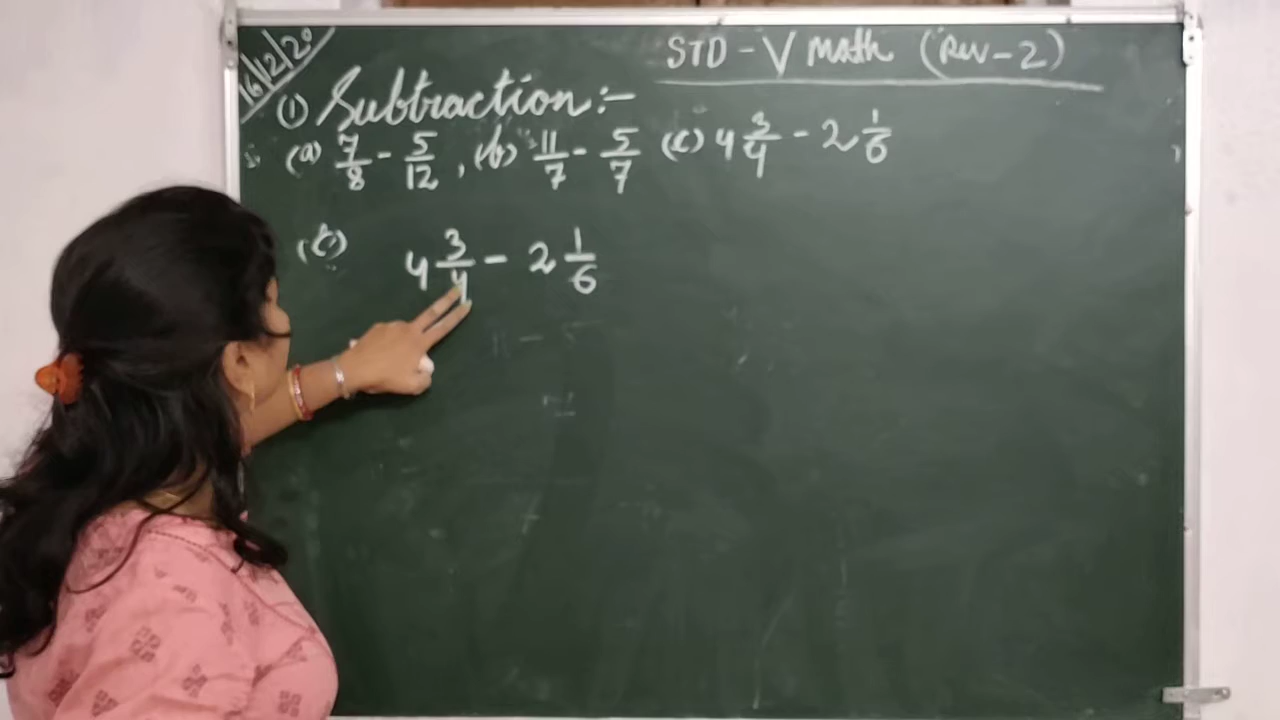 16/2/20
STD - V Math (Rev - 2)
(1) Subtraction :-
(a) 7/8 - 5/12 , (b) 11/7 - 5/7 (c) 4 3/4 - 2 1/6
(c) 4 3/4 - 2 1/6